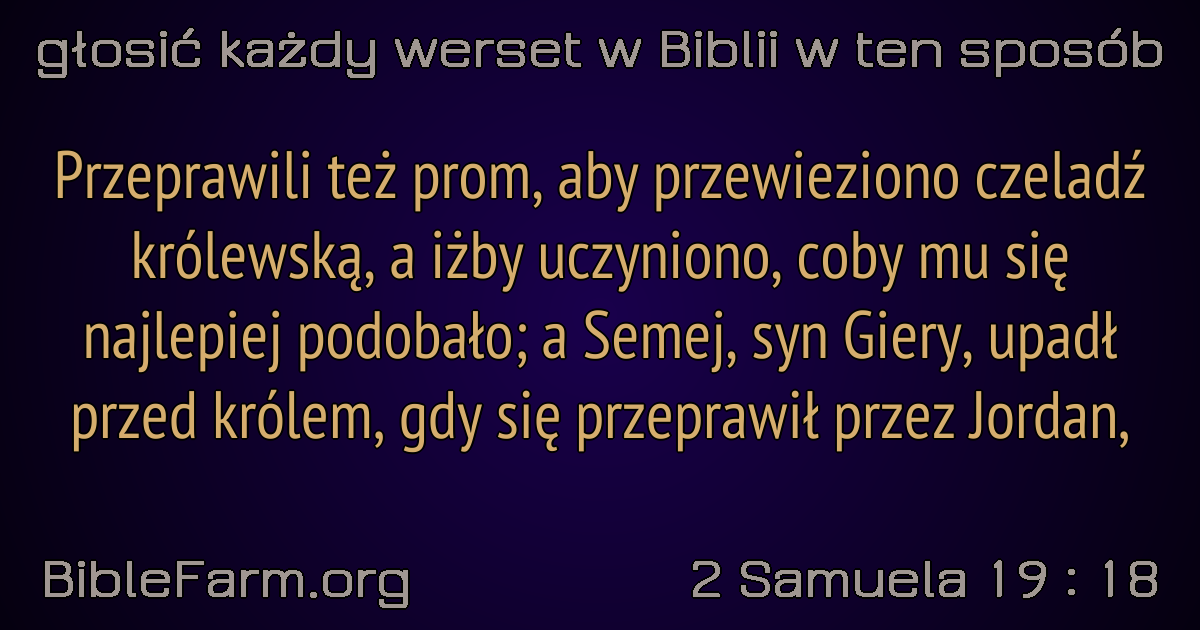 głosić każdy werset w Biblii w ten sposób
Przeprawili też prom, aby przewieziono czeladź
królewską, a iżby uczyniono, coby mu się
najlepiej podobało; a Semej, syn Giery, upadł
przed królem, gdy się przeprawił przez Jordan,
BibleFarm.org
2 Samuela 19 : 18